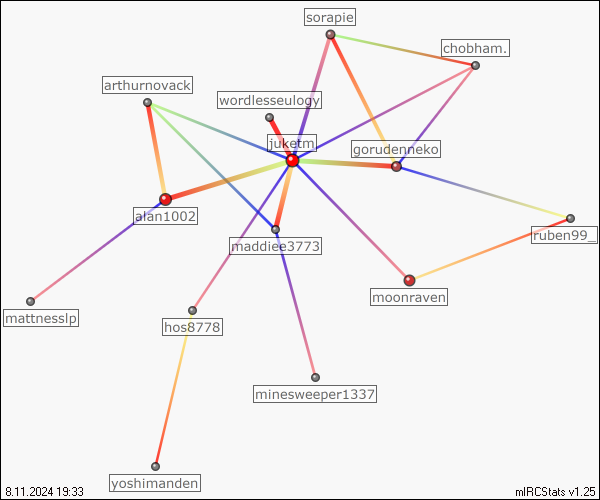 sorapie
chobham.
arthurnovack
wordlesseulogy
juketm
gorudenneko
alan1002
ruben99_
maddiee3773
moonraven
mattnesslp
hos8778
minesweeper1337
yoshimanden
8.11.2024 19:33
mIRCStats v1.25